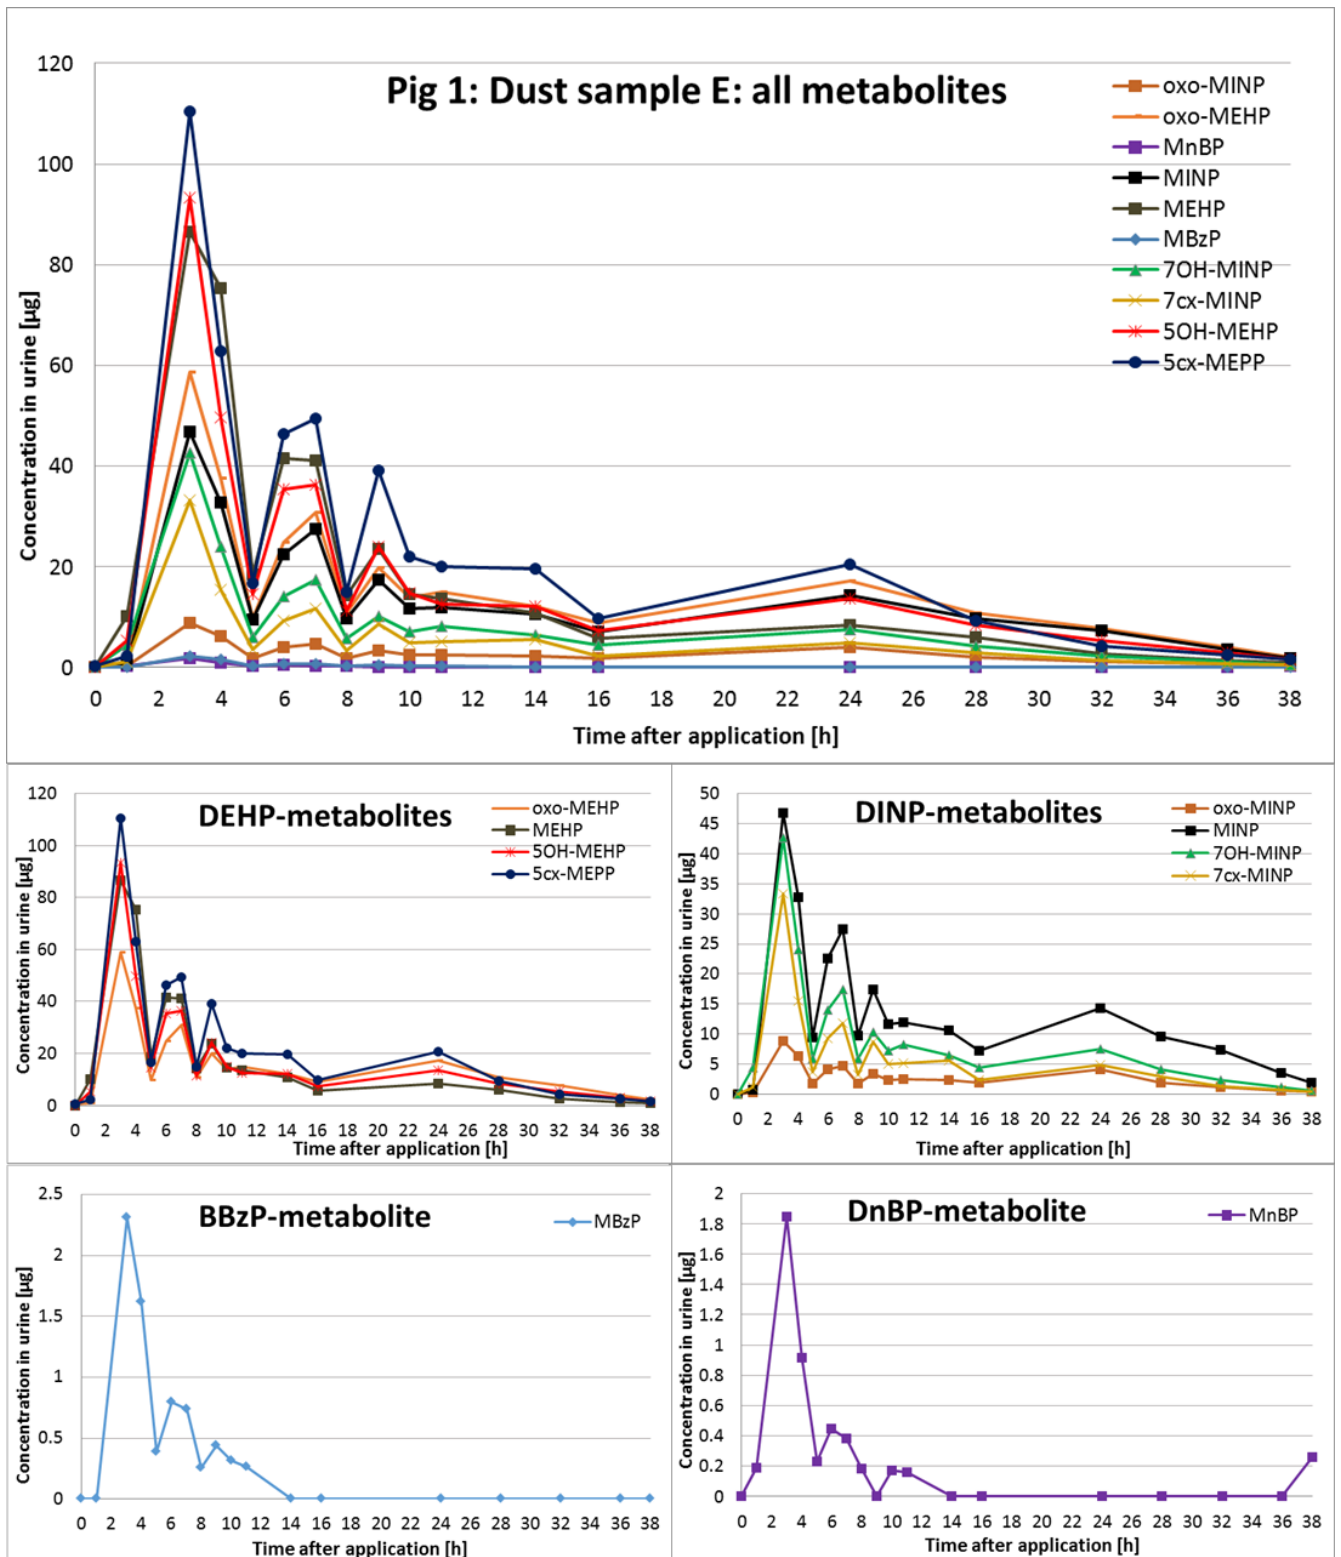 Pig 1: Dust sample E: all metabolites
Concentration in urine [µg]
120
100
80
60
40
20
0
0 2 4 6 8 10 12 14 16 18 20 22 24 26 28 30 32 34 36 38
Time after application [h]
oxo-MINP
oxo-MEHP
MnBP
MINP
MEHP
MBzP
7OH-MINP
7cx-MINP
5OH-MEHP
5cx-MEPP
DEHP-metabolites
Concentration in urine [µg]
120
100
80
60
40
20
0
0 2 4 6 8 10 12 14 16 18 20 22 24 26 28 30 32 34 36 38
Time after application [h]
oxo-MEHP
MEHP
5OH-MEHP
5cx-MEPP
DINP-metabolites
Concentration in urine [µg]
50
45
40
35
30
25
20
15
10
5
0
0 2 4 6 8 10 12 14 16 18 20 22 24 26 28 30 32 34 36 38
Time after application [h]
oxo-MINP
MINP
7OH-MINP
7cx-MINP
BBzP-metabolite
Concentration in urine [µg]
2.5
2
1.5
1
0.5
0
0 2 4 6 8 10 12 14 16 18 20 22 24 26 28 30 32 34 36 38
Time after application [h]
MBzP
DnBP-metabolite
Concentration in urine [µg]
2
1.8
1.6
1.4
1.2
1
0.8
0.6
0.4
0.2
0
0 2 4 6 8 10 12 14 16 18 20 22 24 26 28 30 32 34 36 38
Time after application [h]
MnBP